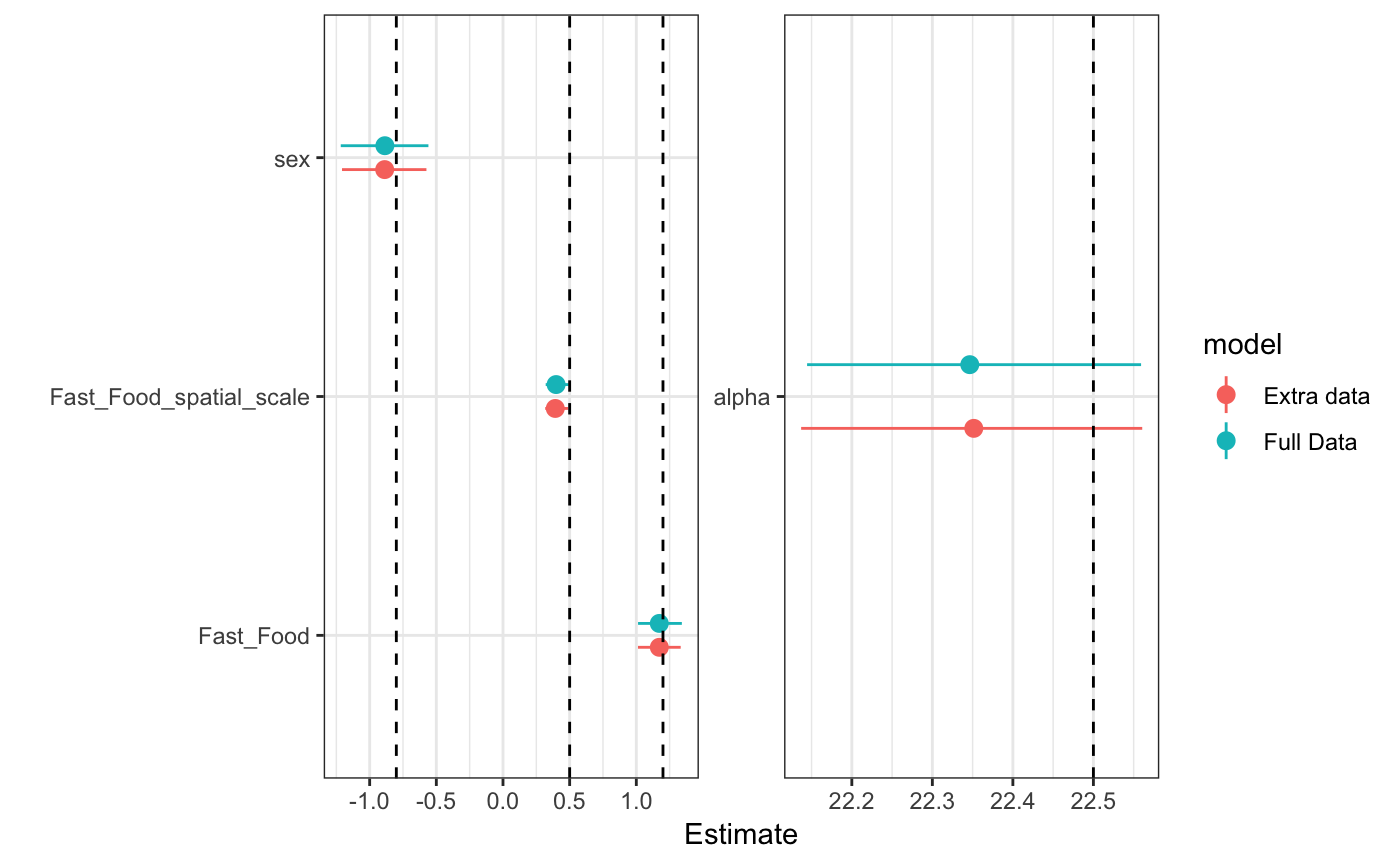 sex
Fast_Food_spatial_scale
Fast_Food
-1.0 -0.5 0.0 0.5 1.0
alpha
22.2 22.3 22.4 22.5
Estimate
model
Extra data
Full Data